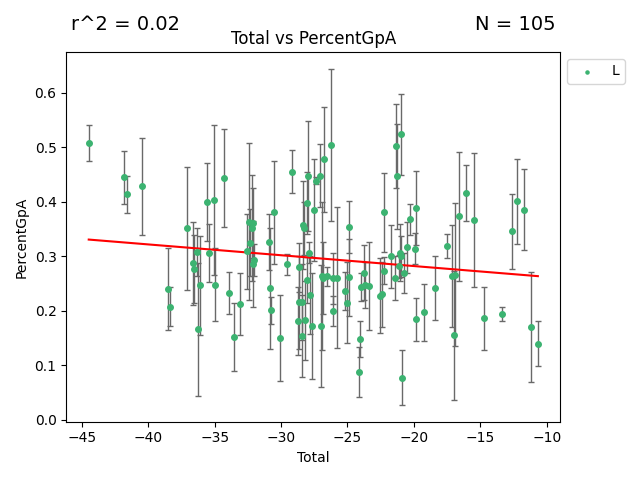 r^2 = 0.02
N = 105
Total vs PercentGpA
L
PercentGpA
0.6
0.5
0.4
0.3
0.2
0.1
0.0
−45 −40 −35 −30 −25 −20 −15 −10
Total